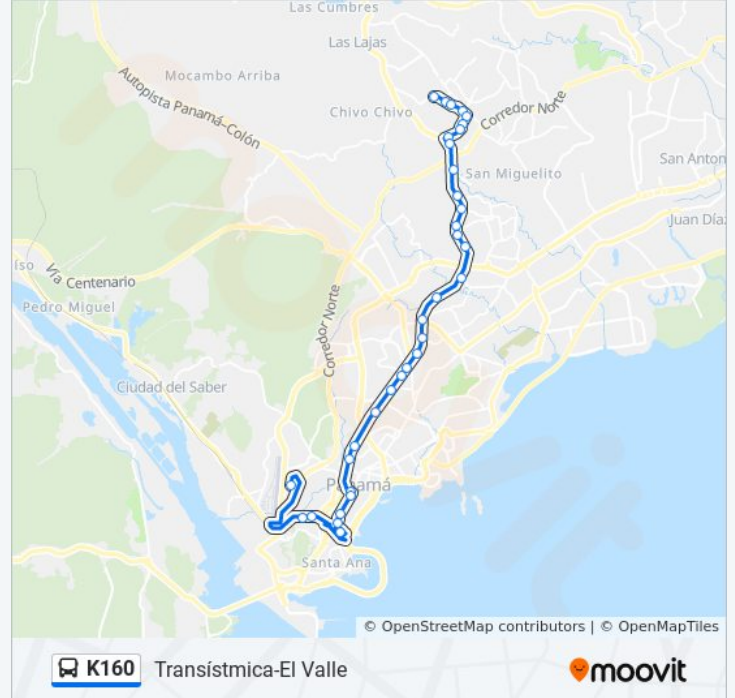 Las Cumbres
Las Lajas
Mocambo Arriba
Autopista Panamá-Colón
Chivo Chivo
Corredor Norte
San Miguelito
San Anton
Juan Día
íso
Vía Centenario
Pedro Miguel
Corredor Norte
Ciudad del Saber
Panamá
Santa Ana
© OpenStreetMap contributors | © OpenMapTiles
K160 Transístmica-El Valle
moovit